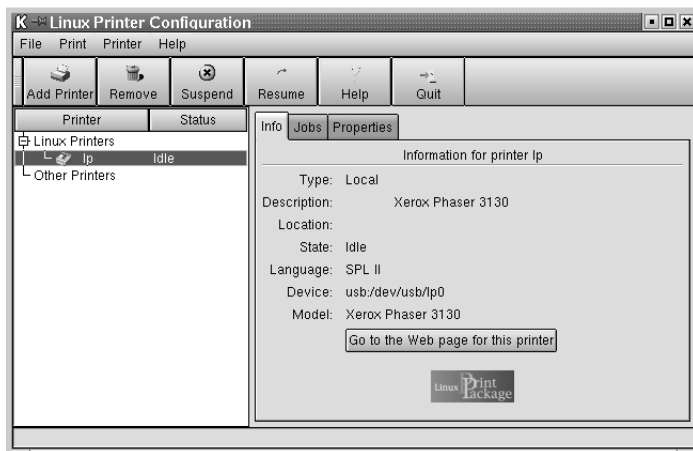 K Linux Printer Configuration
File Print Printer Help
Add Printer Remove Suspend Resume Help Quit
Printer Status
Linux Printers
lp Idle
Other Printers
Info Jobs Properties
Information for printer lp
Type: Local
Description: Xerox Phaser 3130
Location:
State: Idle
Language: SPL II
Device: usb:/dev/usb/lp0
Model: Xerox Phaser 3130
Go to the Web page for this printer
Linux Print Package